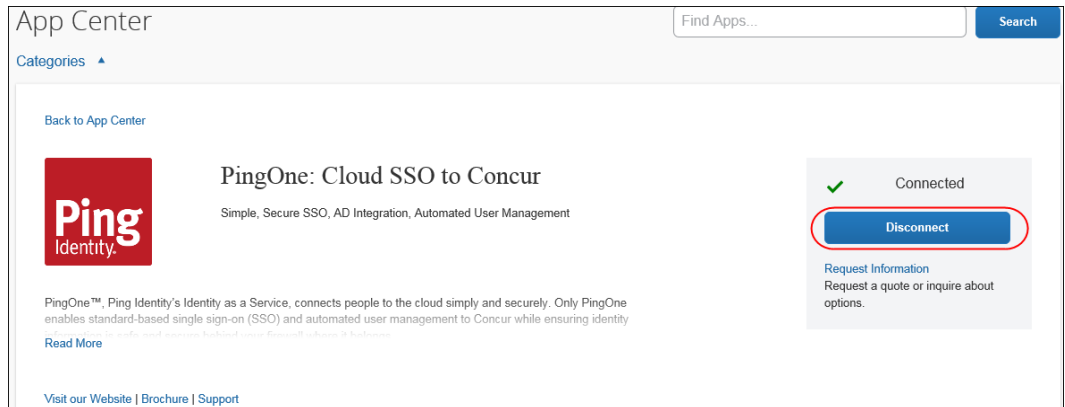 App Center
Find Apps...
Search
Categories
Back to App Center
Ping
Identity.
PingOne: Cloud SSO to Concur
Simple, Secure SSO, AD Integration, Automated User Management
Connected
Disconnect
Request Information
Request a quote or inquire about
options.
PingOne™, Ping Identity's Identity as a Service, connects people to the cloud simply and securely. Only PingOne
enables standard-based single sign-on (SSO) and automated user management to Concur while ensuring identity
Read More
Visit our Website | Brochure | Support